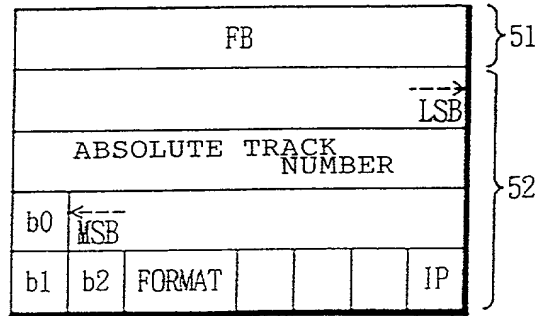 FB
51
LSB
ABSOLUTE TRACK
NUMBER
52
b0
MSB
b1 b2 FORMAT IP